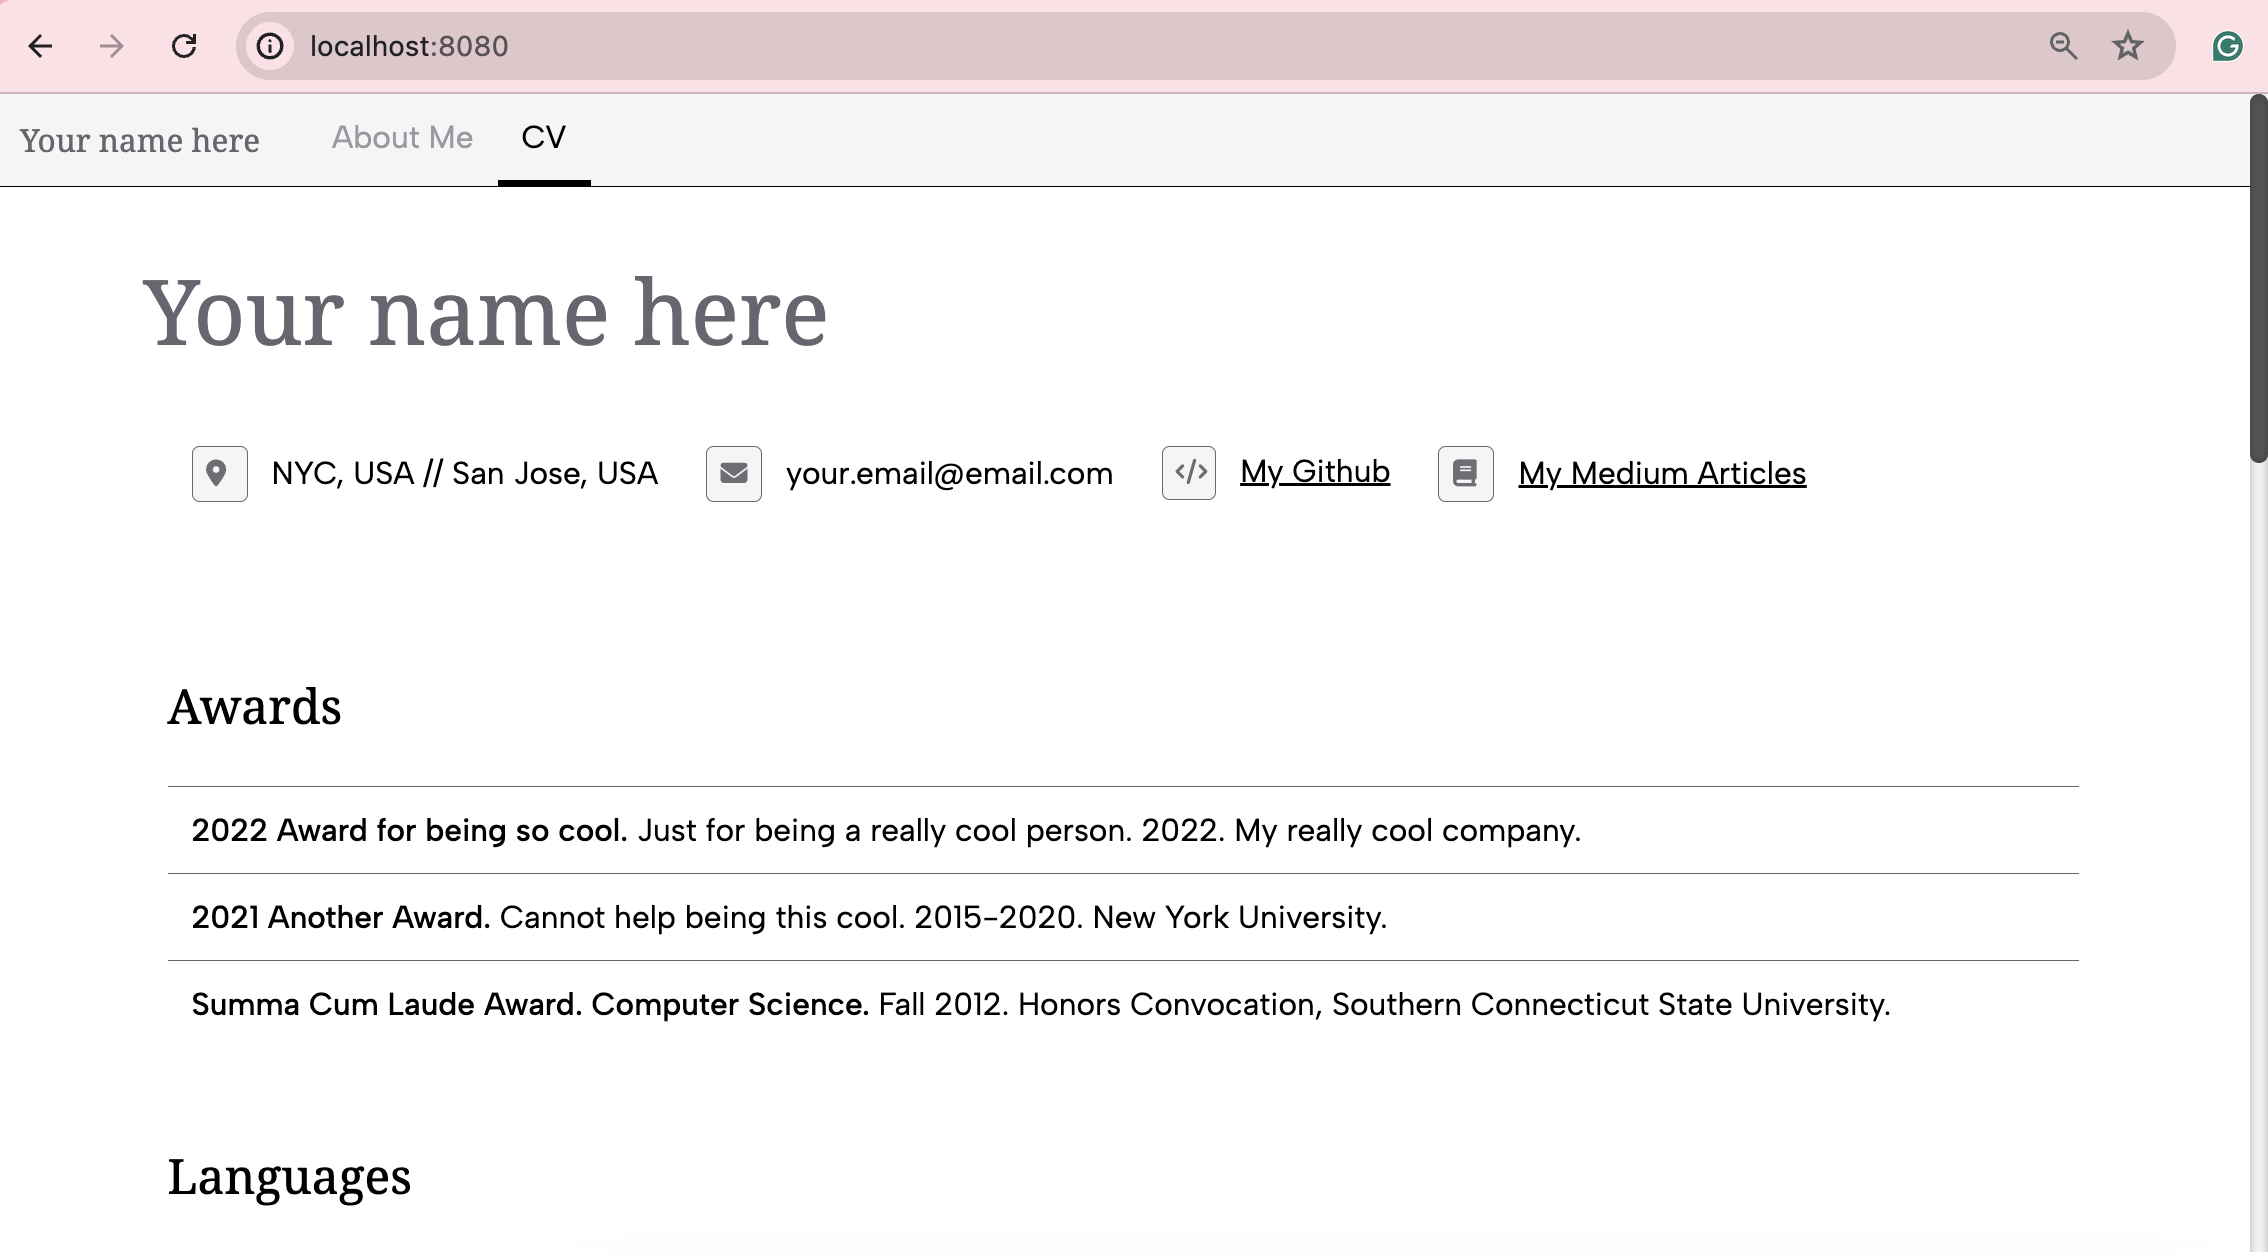 localhost:8080
Your name here About Me CV
Your name here
NYC, USA // San Jose, USA your.email@email.com </> My Github My Medium Articles
Awards
2022 Award for being so cool. Just for being a really cool person. 2022. My really cool company.
2021 Another Award. Cannot help being this cool. 2015-2020. New York University.
Summa Cum Laude Award. Computer Science. Fall 2012. Honors Convocation, Southern Connecticut State University.
Languages